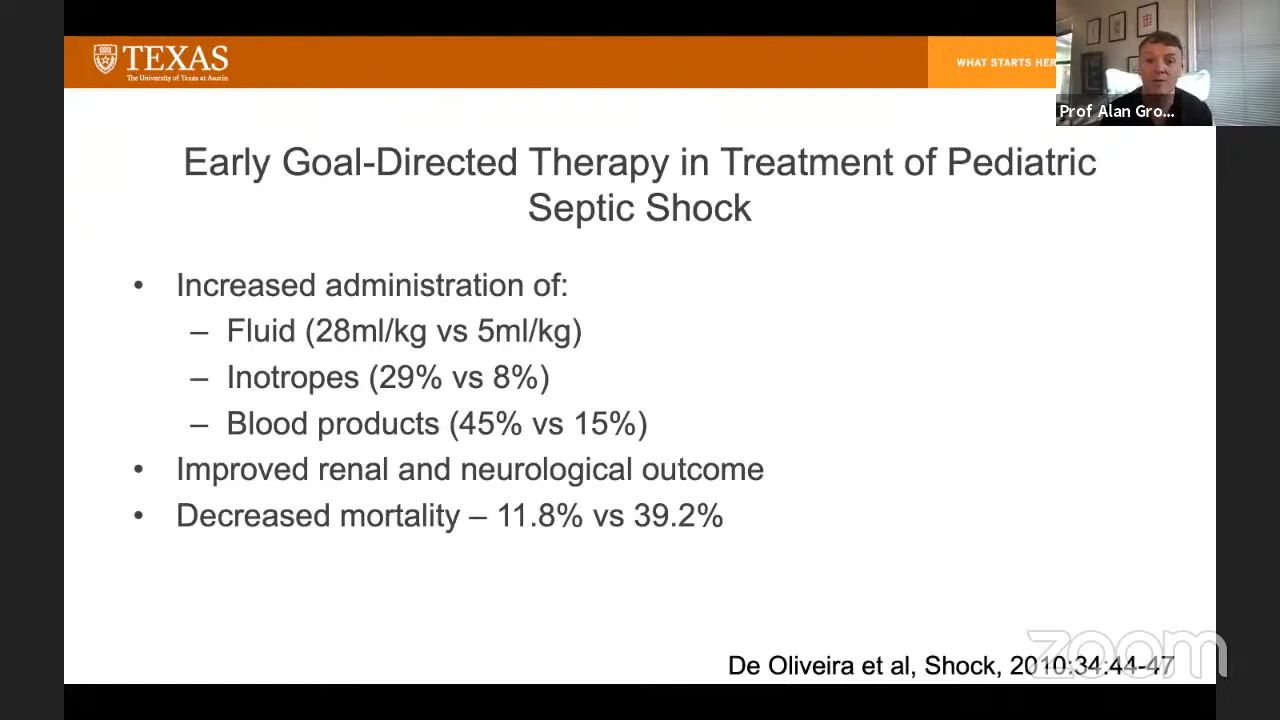 TEXAS
The University of Texas at Austin
WHAT STARTS HER
Prof Alan Gro...
Early Goal-Directed Therapy in Treatment of Pediatric
Septic Shock
• Increased administration of:
– Fluid (28ml/kg vs 5ml/kg)
– Inotropes (29% vs 8%)
– Blood products (45% vs 15%)
• Improved renal and neurological outcome
• Decreased mortality – 11.8% vs 39.2%
De Oliveira et al, Shock, 2010:34:44-47
zoom